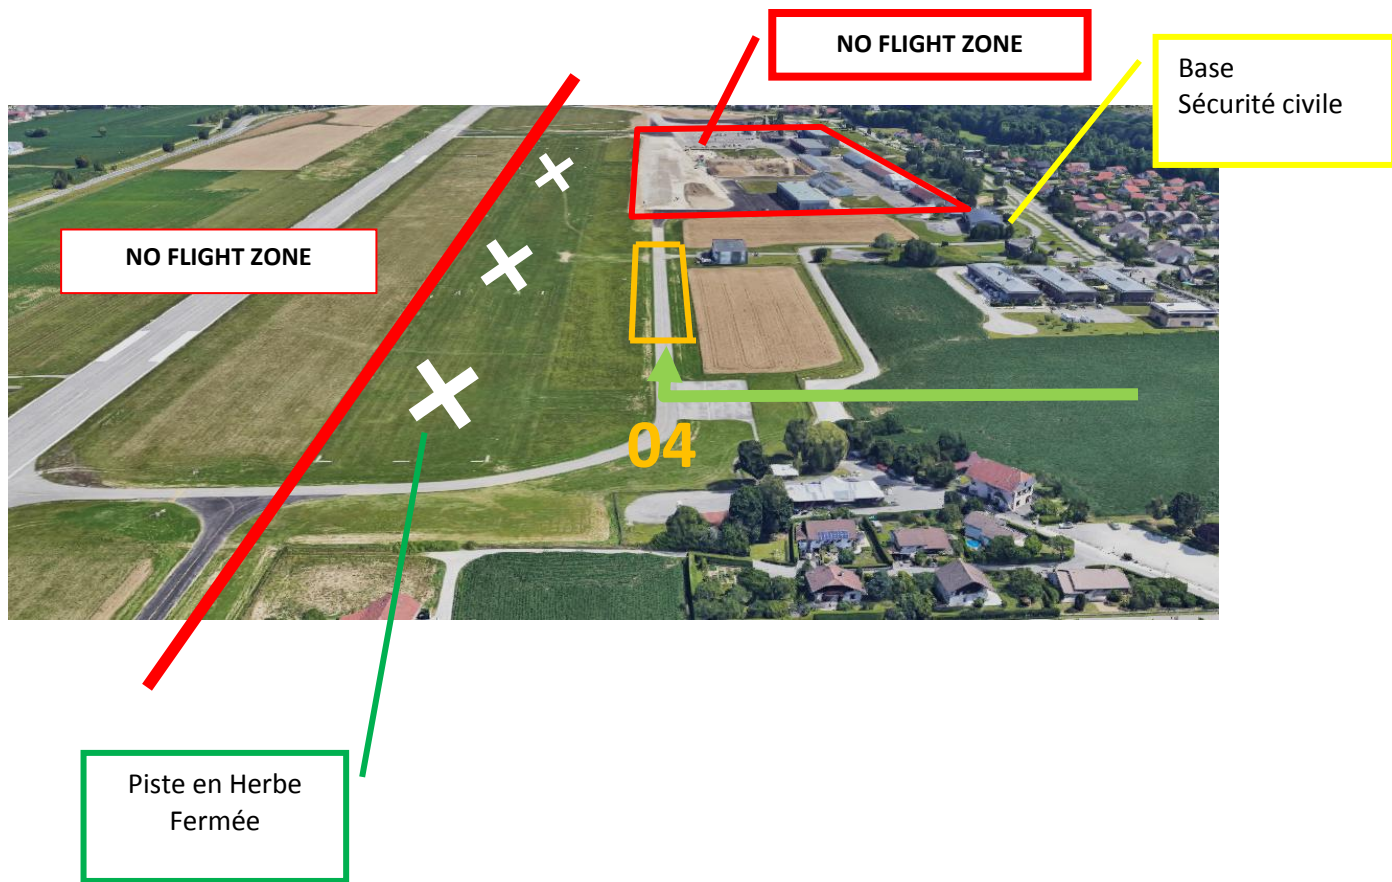 NO FLIGHT ZONE
Base
Sécurité civile
NO FLIGHT ZONE
04
Piste en Herbe
Fermée